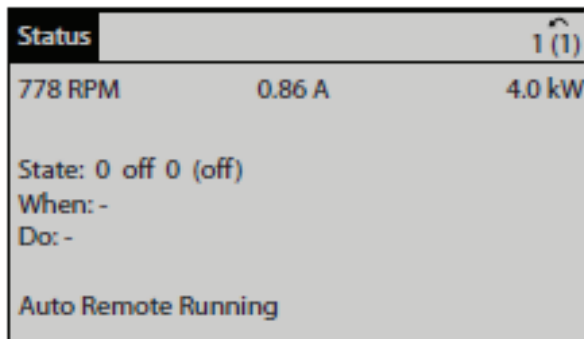 Status 1 (1)
778 RPM 0.86 A 4.0 kW
State: 0 off 0 (off)
When: -
Do: -
Auto Remote Running